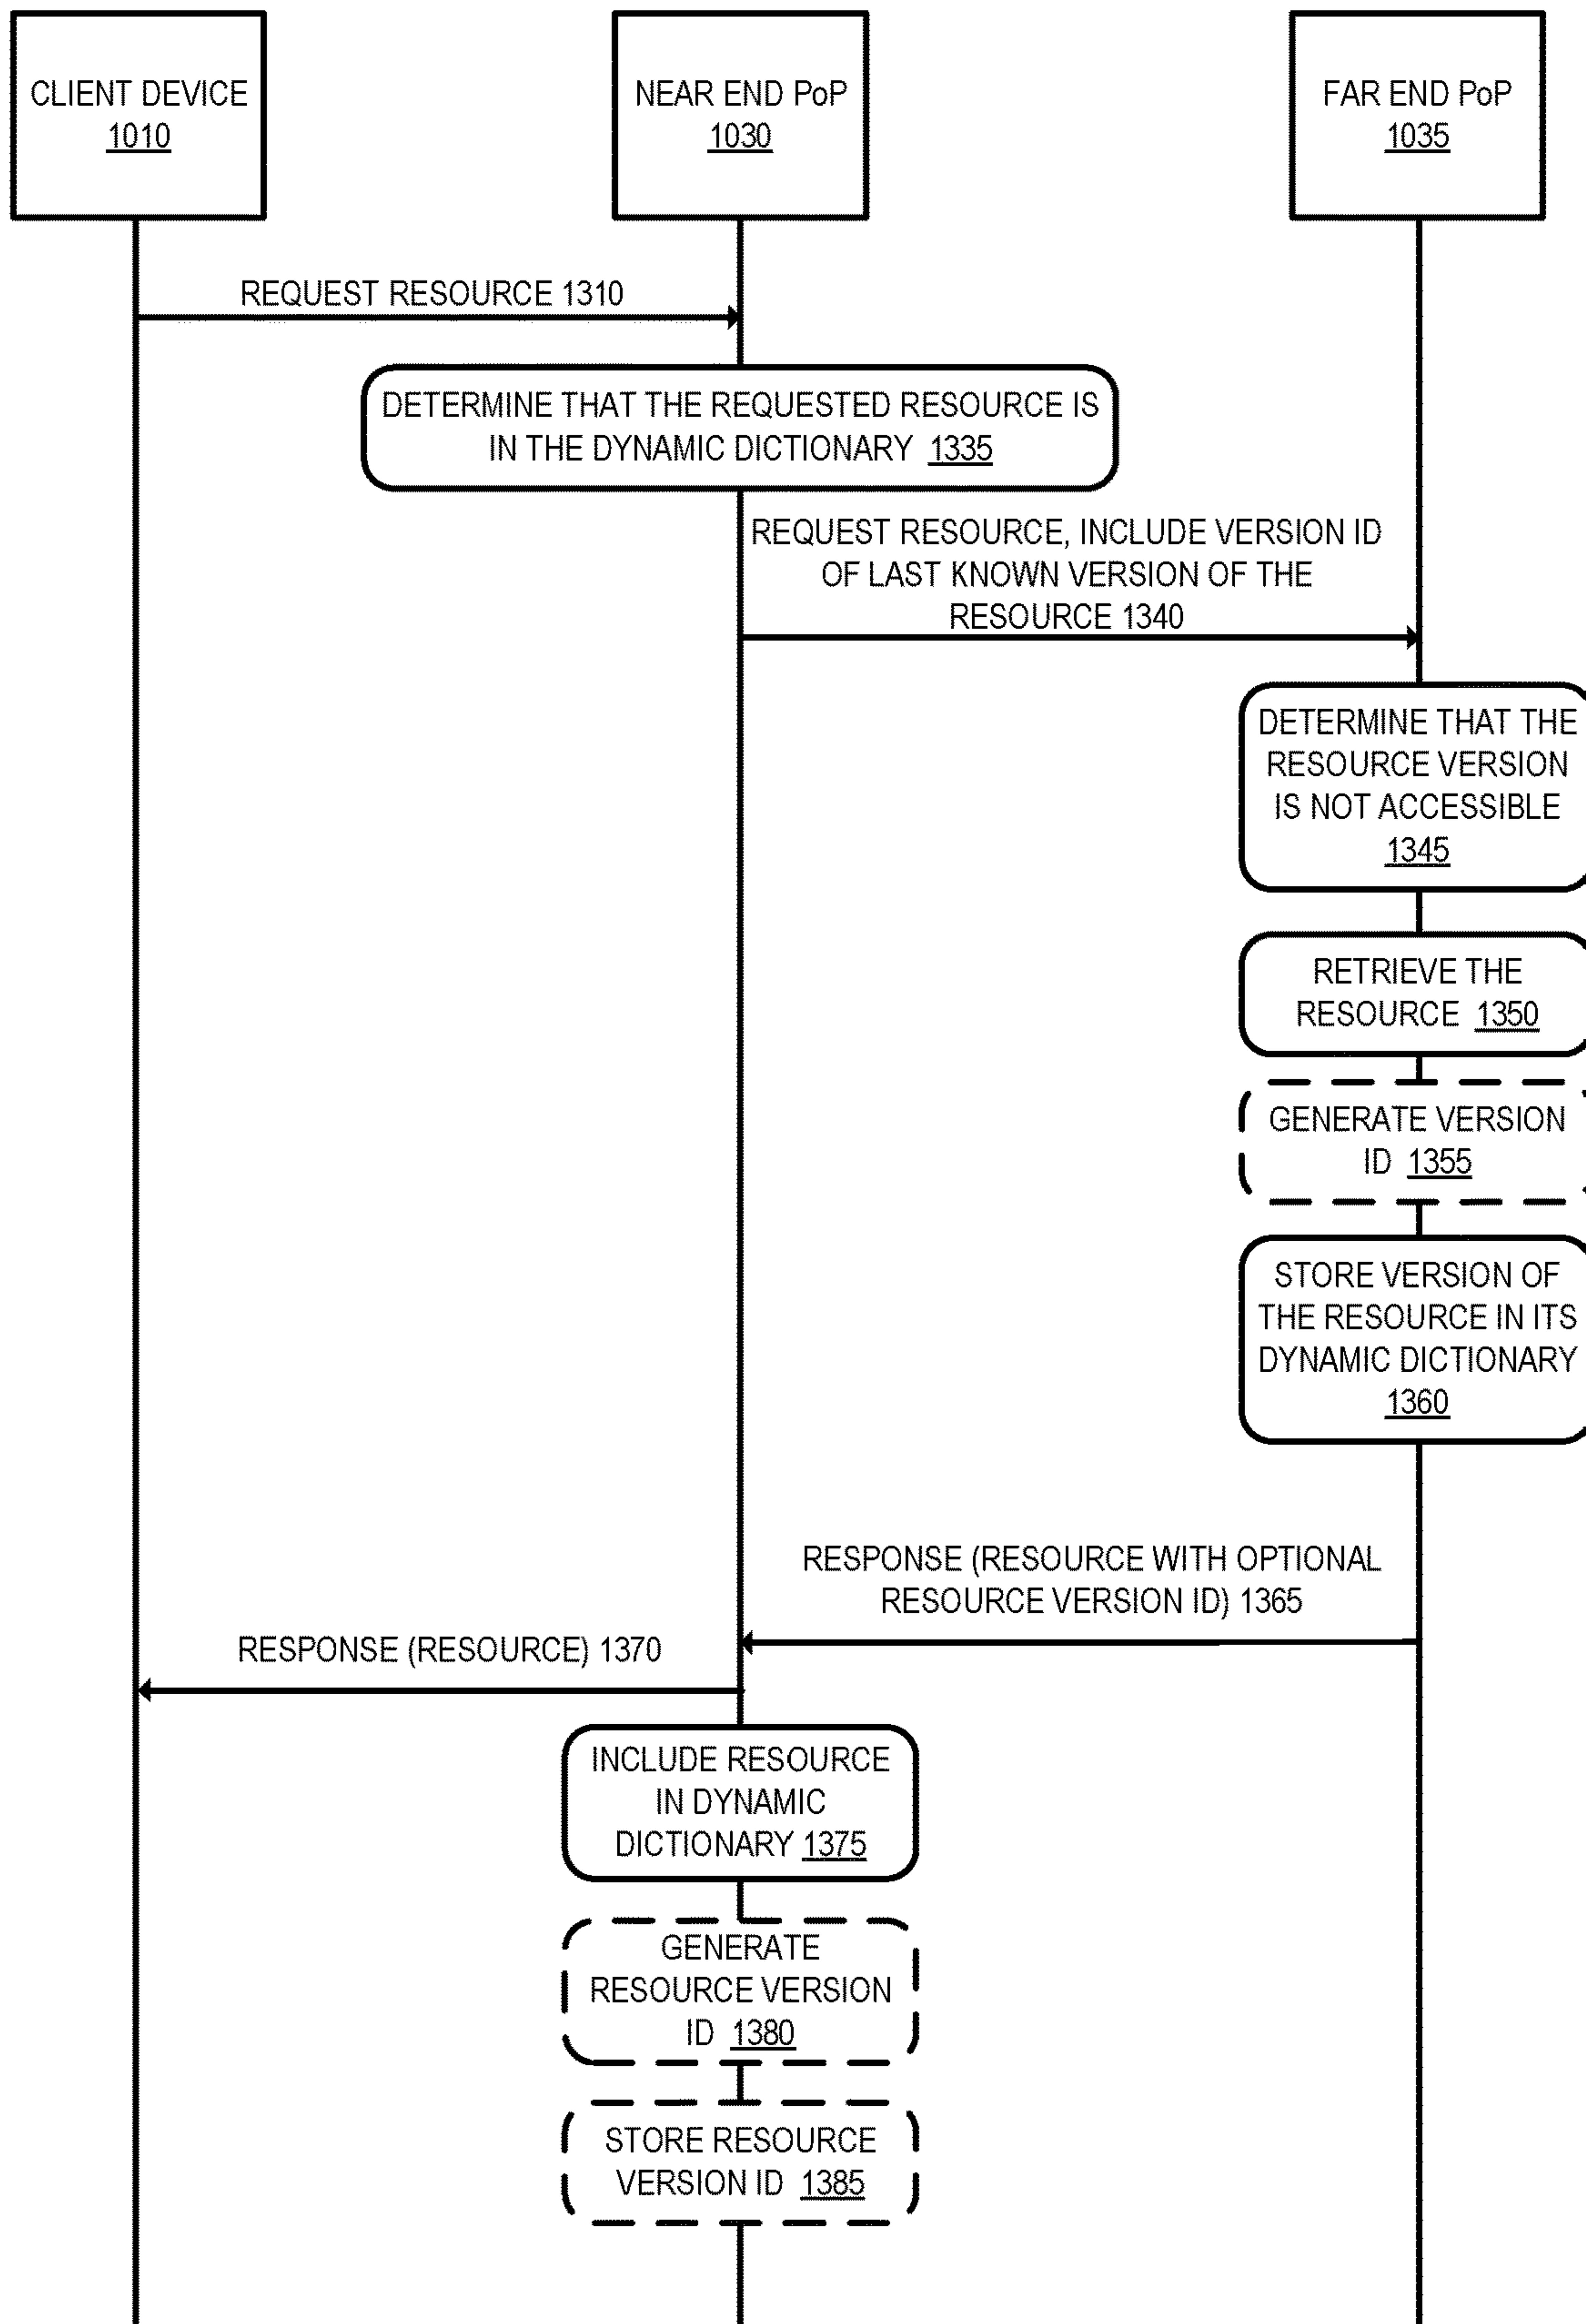 CLIENT DEVICE
1010
NEAR END PoP
1030
FAR END PoP
1035
REQUEST RESOURCE 1310
DETERMINE THAT THE REQUESTED RESOURCE IS
IN THE DYNAMIC DICTIONARY 1335
REQUEST RESOURCE, INCLUDE VERSION ID
OF LAST KNOWN VERSION OF THE
RESOURCE 1340
DETERMINE THAT THE
RESOURCE VERSION
IS NOT ACCESSIBLE
1345
RETRIEVE THE
RESOURCE 1350
GENERATE VERSION
ID 1355
STORE VERSION OF
THE RESOURCE IN ITS
DYNAMIC DICTIONARY
1360
RESPONSE (RESOURCE WITH OPTIONAL
RESOURCE VERSION ID) 1365
RESPONSE (RESOURCE) 1370
INCLUDE RESOURCE
IN DYNAMIC
DICTIONARY 1375
GENERATE
RESOURCE VERSION
ID 1380
STORE RESOURCE
VERSION ID 1385